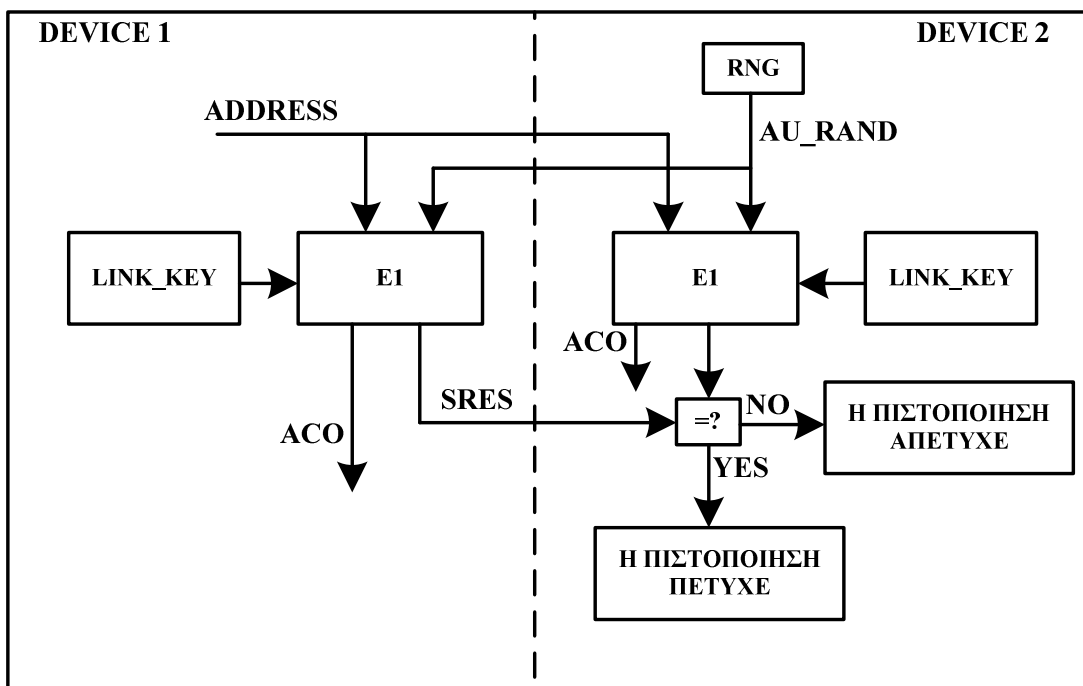 DEVICE 1
DEVICE 2
RNG
ADDRESS
AU_RAND
LINK_KEY
E1
E1
LINK_KEY
ACO
SRES
=?
NO
Η ΠΙΣΤΟΠΟΙΗΣΗ
ΑΠΕΤΥΧΕ
ACO
YES
Η ΠΙΣΤΟΠΟΙΗΣΗ
ΠΕΤΥΧΕ